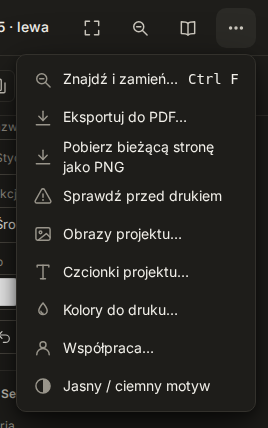 5 · lewa
Znajdź i zamień... Ctrl F
Eksportuj do PDF...
Pobierz bieżącą stronę
jako PNG
Sprawdź przed drukiem
Obrazy projektu...
Czcionki projektu...
Kolory do druku...
Współpraca...
Jasny / ciemny motyw